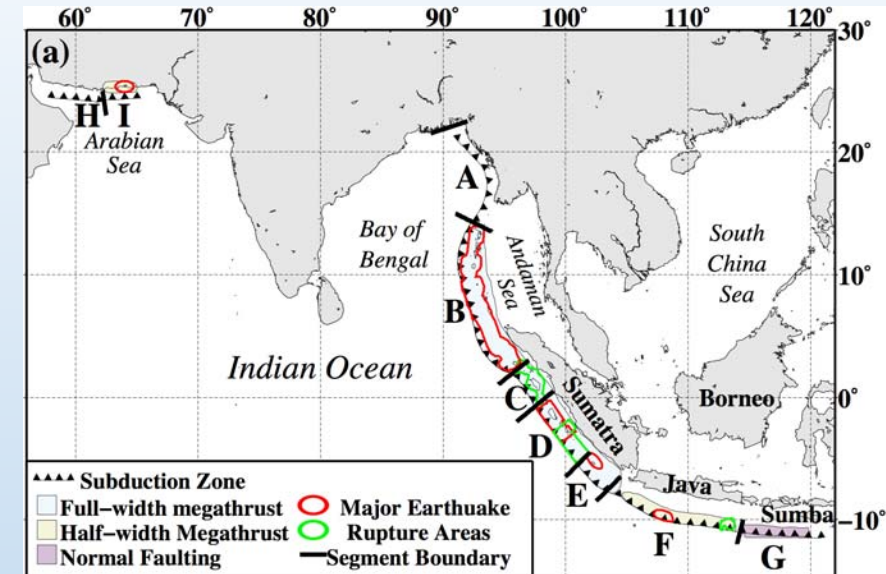 60° 70° 80° 90° 100° 110° 120°
(a)
30°
H I
Arabian
Sea
20°
A
Bay of
Bengal
Andaman
Sea
South
China
Sea
10°
B
Indian Ocean
Sumatra
Borneo
0°
C
D
E
Java
Sumba
−10°
F
G
Subduction Zone
Full−width megathrust
Major Earthuake
Half−width Megathrust
Rupture Areas
Normal Faulting
Segment Boundary